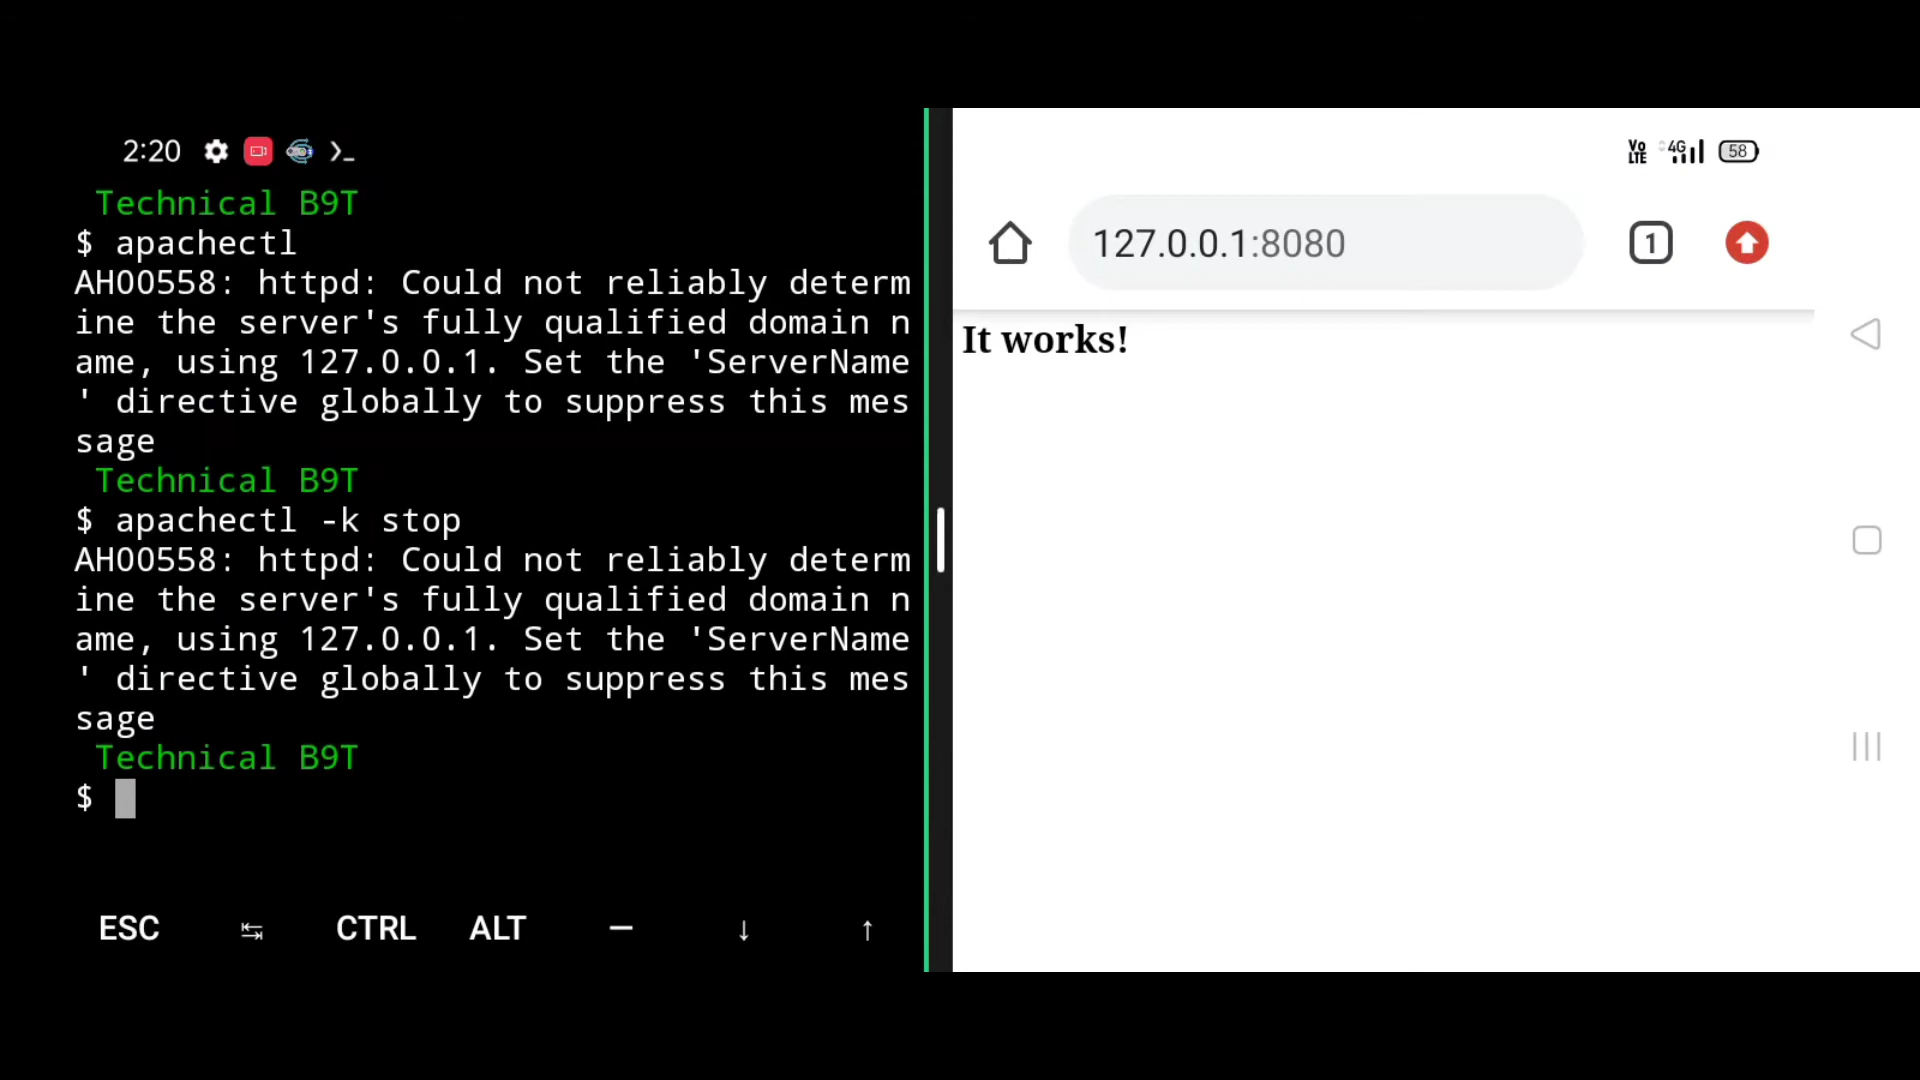 2:20
Technical B9T
$ apachectl
AH00558: httpd: Could not reliably determ
ine the server's fully qualified domain n
ame, using 127.0.0.1. Set the 'ServerName
' directive globally to suppress this mes
sage
Technical B9T
$ apachectl -k stop
AH00558: httpd: Could not reliably determ
ine the server's fully qualified domain n
ame, using 127.0.0.1. Set the 'ServerName
' directive globally to suppress this mes
sage
Technical B9T
$
ESC ↹ CTRL ALT — ↓ ↑
Vo LTE 4G 58
127.0.0.1:8080 1
It works!